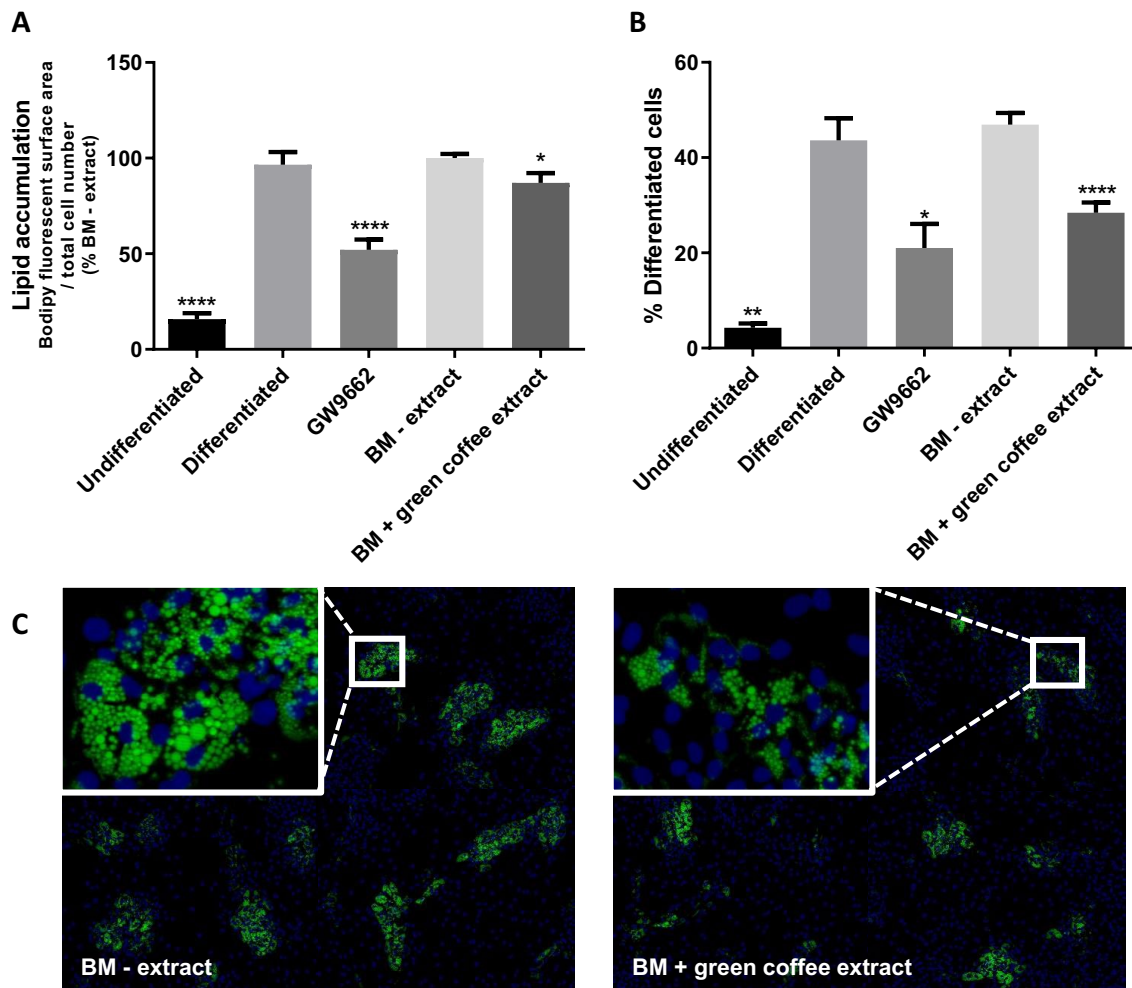 A
Lipid accumulation
Bodipy fluorescent surface area
/ total cell number
(% BM - extract)
150
100
50
0
****
****
*
Undifferentiated
Differentiated
GW9662
BM - extract
BM + green coffee extract
B
% Differentiated cells
60
40
20
0
**
*
****
Undifferentiated
Differentiated
GW9662
BM - extract
BM + green coffee extract
C
BM - extract
BM + green coffee extract